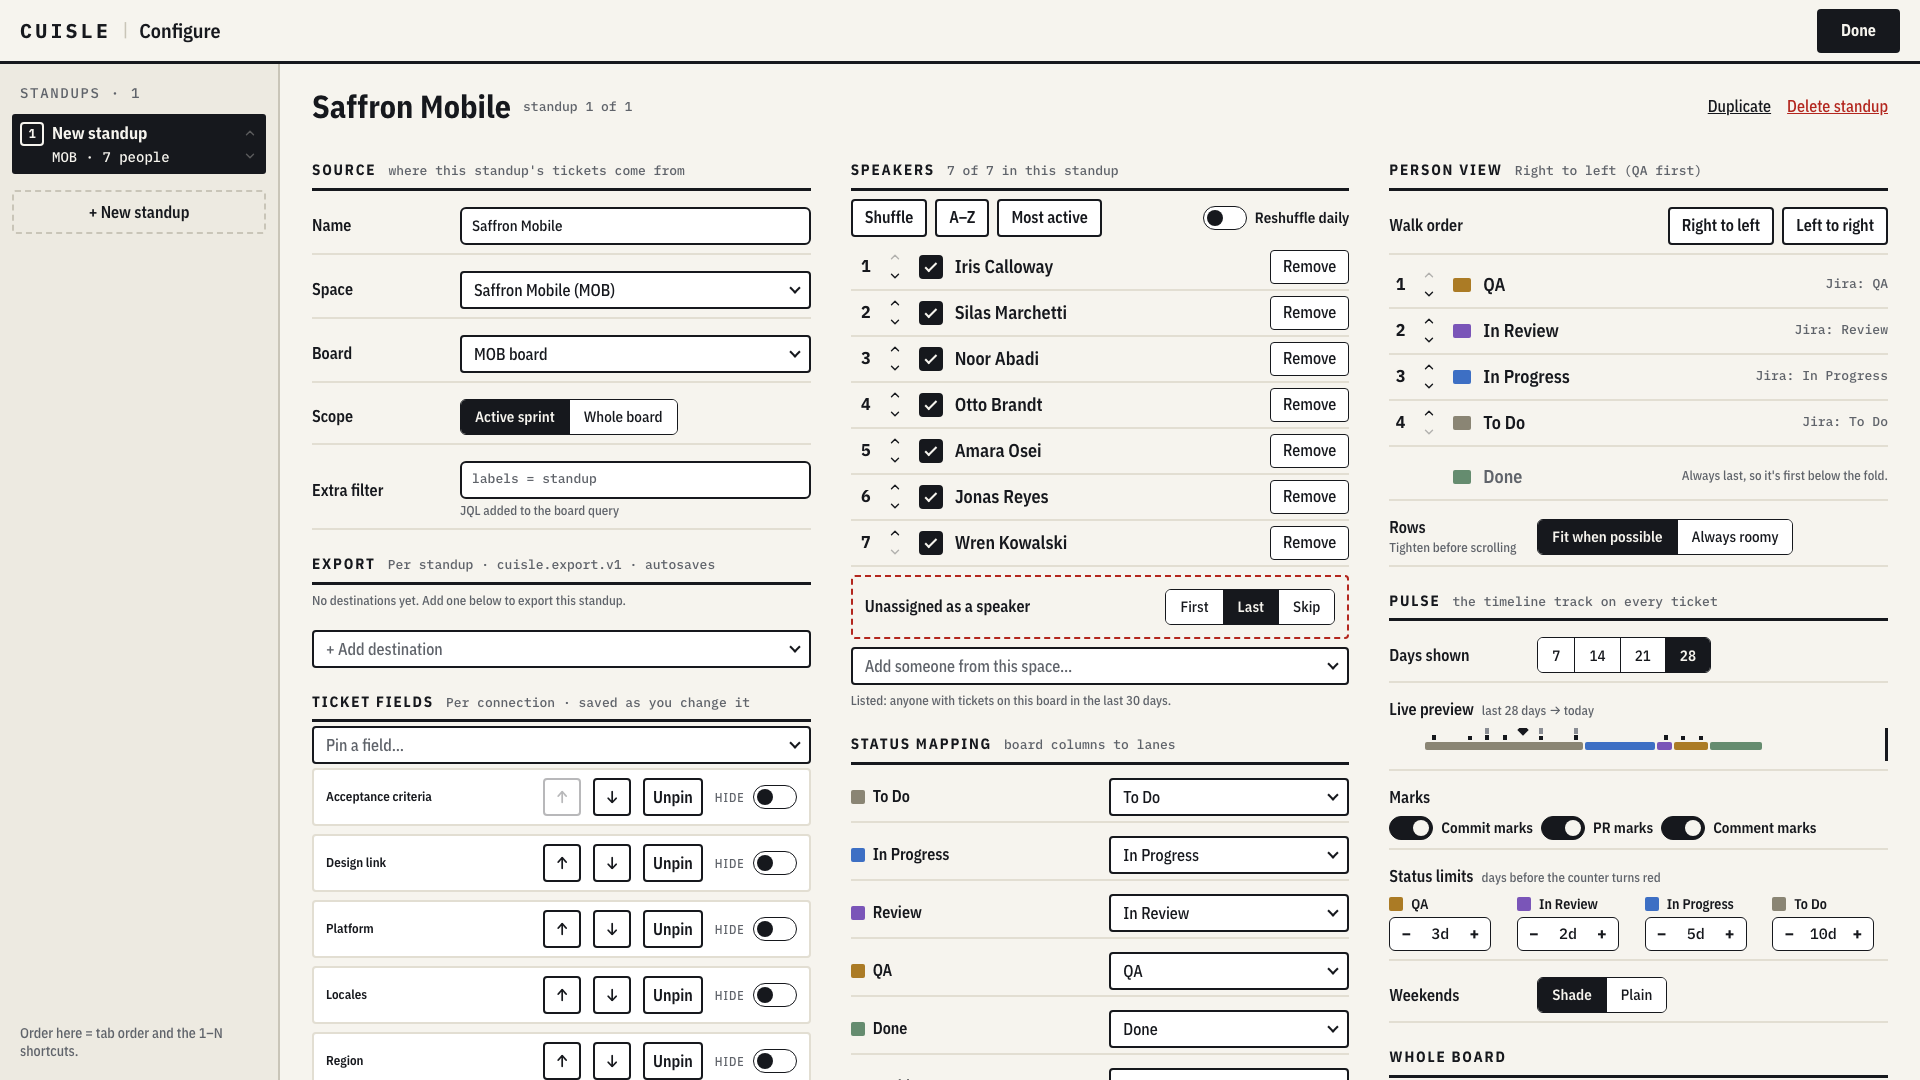 CUISLE
Configure
Done
STANDUPS · 1
1 New standup
MOB · 7 people
+ New standup
Order here = tab order and the 1–N
shortcuts.
Saffron Mobile standup 1 of 1
Duplicate
Delete standup
SOURCE where this standup's tickets come from
Name
Saffron Mobile
Space
Saffron Mobile (MOB)
Board
MOB board
Scope
Active sprint Whole board
Extra filter
labels = standup
JQL added to the board query
EXPORT Per standup · cuisle.export.v1 · autosaves
No destinations yet. Add one below to export this standup.
+ Add destination
TICKET FIELDS Per connection · saved as you change it
Pin a field...
Acceptance criteria ↑ ↓ Unpin HIDE
Design link ↑ ↓ Unpin HIDE
Platform ↑ ↓ Unpin HIDE
Locales ↑ ↓ Unpin HIDE
Region ↑ ↓ Unpin HIDE
SPEAKERS 7 of 7 in this standup
Shuffle A–Z Most active Reshuffle daily
1 Iris Calloway Remove
2 Silas Marchetti Remove
3 Noor Abadi Remove
4 Otto Brandt Remove
5 Amara Osei Remove
6 Jonas Reyes Remove
7 Wren Kowalski Remove
Unassigned as a speaker First Last Skip
Add someone from this space...
Listed: anyone with tickets on this board in the last 30 days.
STATUS MAPPING board columns to lanes
To Do To Do
In Progress In Progress
Review In Review
QA QA
Done Done
PERSON VIEW Right to left (QA first)
Walk order Right to left Left to right
1 QA Jira: QA
2 In Review Jira: Review
3 In Progress Jira: In Progress
4 To Do Jira: To Do
Done Always last, so it's first below the fold.
Rows
Tighten before scrolling
Fit when possible Always roomy
PULSE the timeline track on every ticket
Days shown 7 14 21 28
Live preview last 28 days → today
Marks
Commit marks PR marks Comment marks
Status limits days before the counter turns red
QA In Review In Progress To Do
− 3d + − 2d + − 5d + − 10d +
Weekends Shade Plain
WHOLE BOARD